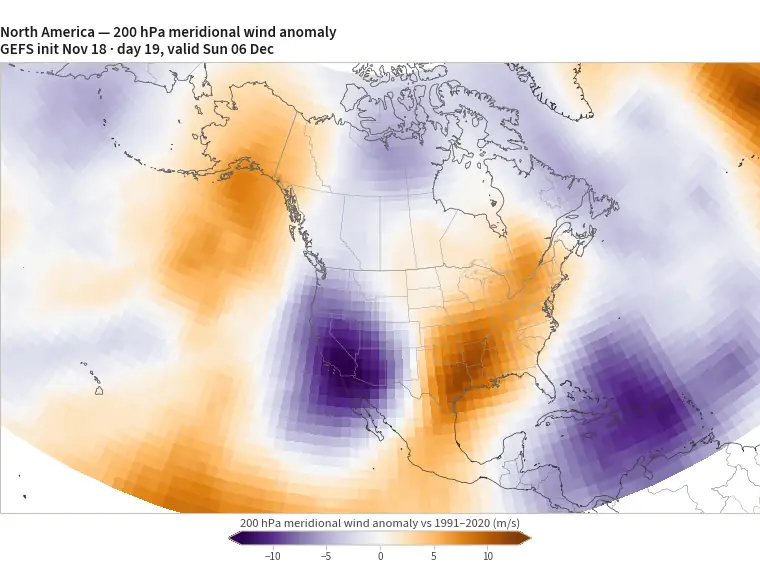 North America — 200 hPa meridional wind anomaly
GEFS init Nov 18 · day 19, valid Sun 06 Dec
200 hPa meridional wind anomaly vs 1991–2020 (m/s)
−10 −5 0 5 10